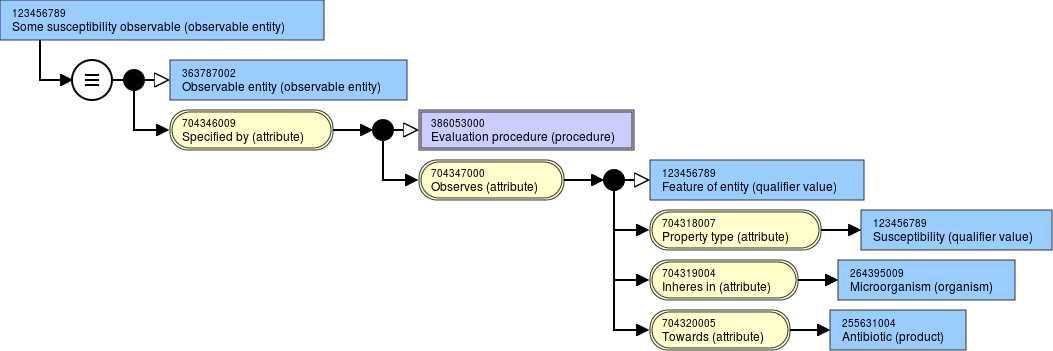 123456789
Some susceptibility observable (observable entity)
≡
363787002
Observable entity (observable entity)
704346009
Specified by (attribute)
386053000
Evaluation procedure (procedure)
704347000
Observes (attribute)
123456789
Feature of entity (qualifier value)
704318007
Property type (attribute)
123456789
Susceptibility (qualifier value)
704319004
Inheres in (attribute)
264395009
Microorganism (organism)
704320005
Towards (attribute)
255631004
Antibiotic (product)